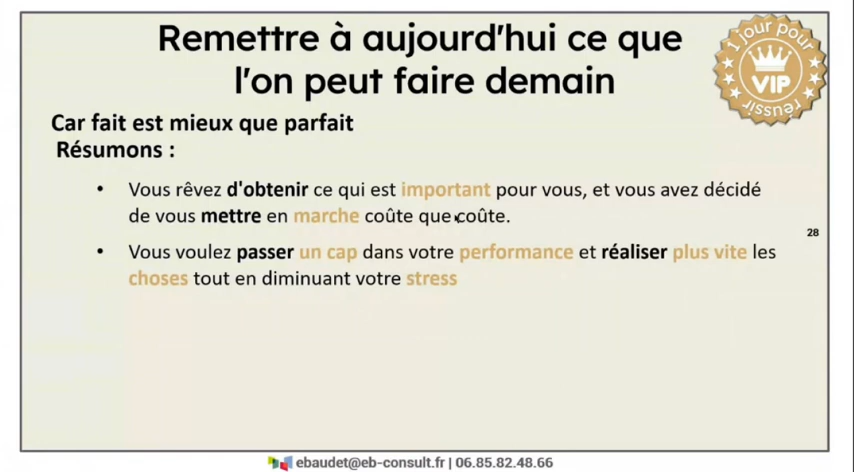 Remettre à aujourd'hui ce que
l'on peut faire demain
1 jour pour
VIP
réussir
Car fait est mieux que parfait
Résumons :
• Vous rêvez d'obtenir ce qui est important pour vous, et vous avez décidé
de vous mettre en marche coûte que coûte.
28
• Vous voulez passer un cap dans votre performance et réaliser plus vite les
choses tout en diminuant votre stress
ebaudet@eb-consult.fr | 06.85.82.48.66